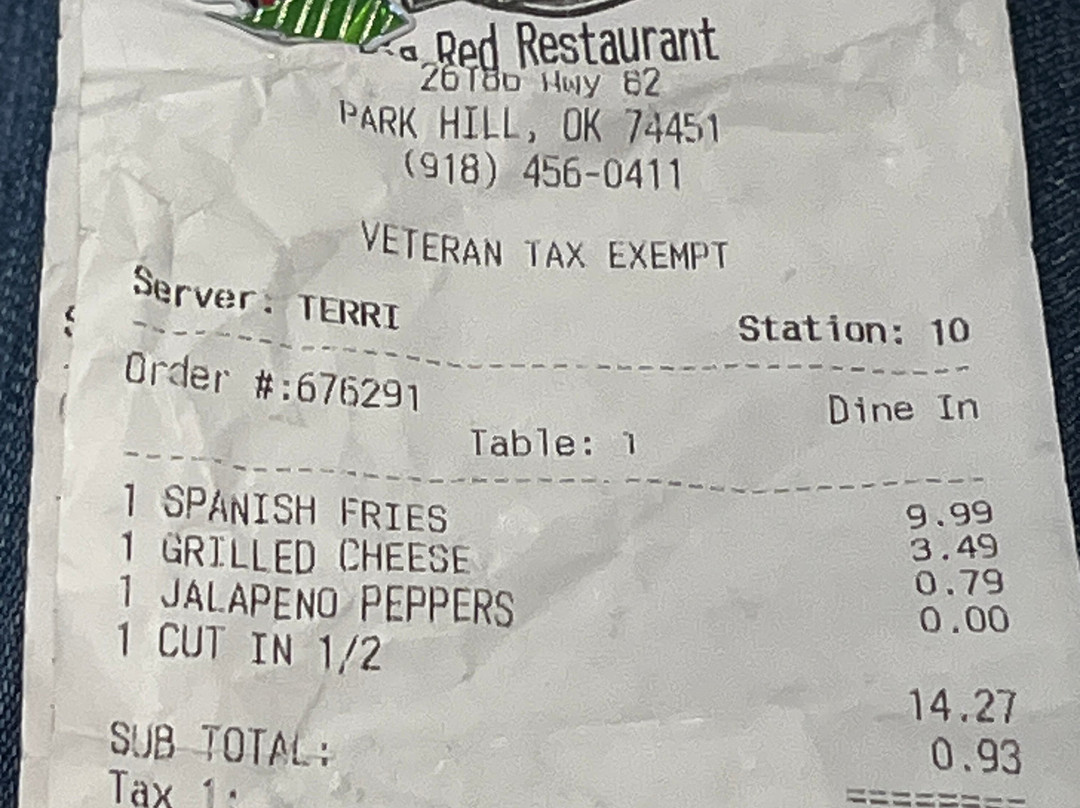 Red Restaurant
Hwy 62
PARK HILL, OK 74451
(918) 456-0411
VETERAN TAX EXEMPT
Server: TERRI Station: 10
Order #:676291 Dine In
Table: 1
1 SPANISH FRIES 9.99
1 GRILLED CHEESE 3.49
1 JALAPENO PEPPERS 0.79
1 CUT IN 1/2 0.00
SUB TOTAL: 14.27
Tax 1: 0.93